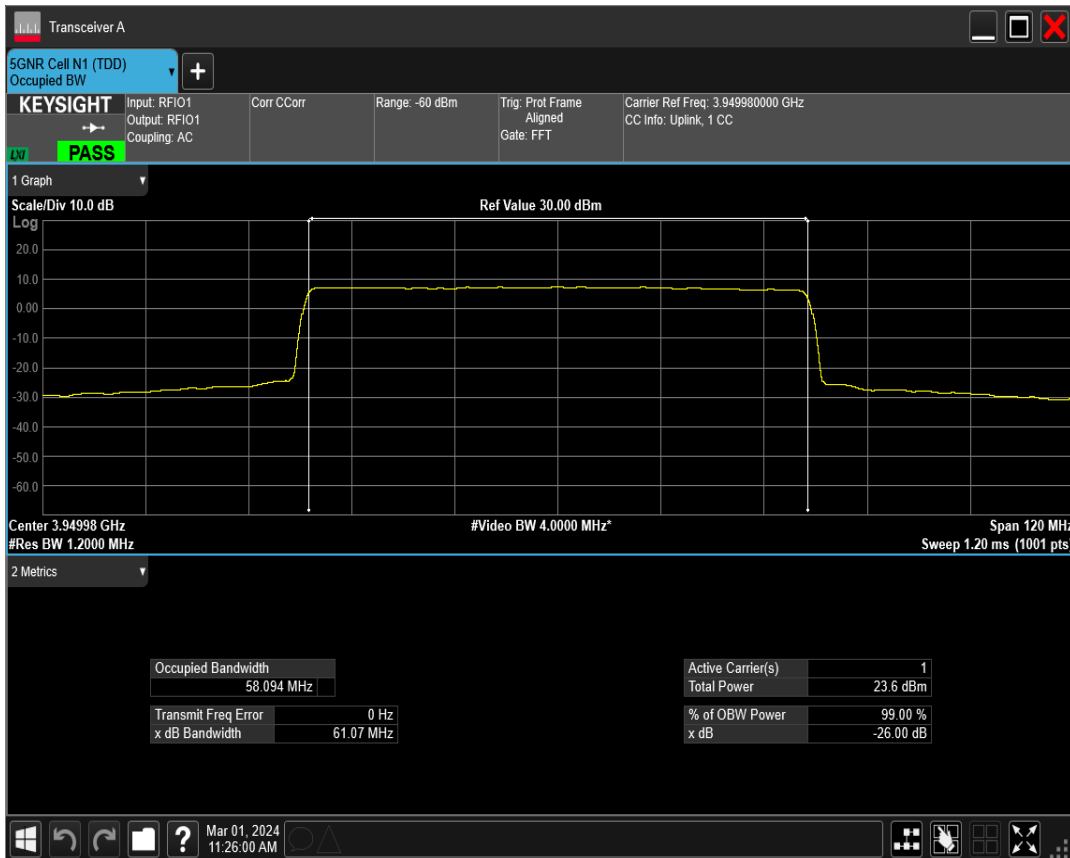 Transceiver A
5GNR Cell N1 (TDD)
Occupied BW
+
KEYSIGHT
LXI
PASS
Input: RFIO1
Output: RFIO1
Coupling: AC
Corr CCorr
Range: -60 dBm
Trig: Prot Frame
Aligned
Gate: FFT
Carrier Ref Freq: 3.949980000 GHz
CC Info: Uplink, 1 CC
1 Graph
Scale/Div 10.0 dB
Ref Value 30.00 dBm
Log
20.0
10.0
0.00
-10.0
-20.0
-30.0
-40.0
-50.0
-60.0
Center 3.94998 GHz
#Video BW 4.0000 MHz*
Span 120 MHz
#Res BW 1.2000 MHz
Sweep 1.20 ms (1001 pts)
2 Metrics
Occupied Bandwidth
58.094 MHz
Transmit Freq Error 0 Hz
x dB Bandwidth 61.07 MHz
Active Carrier(s) 1
Total Power 23.6 dBm
% of OBW Power 99.00 %
x dB -26.00 dB
?
Mar 01, 2024
11:26:00 AM